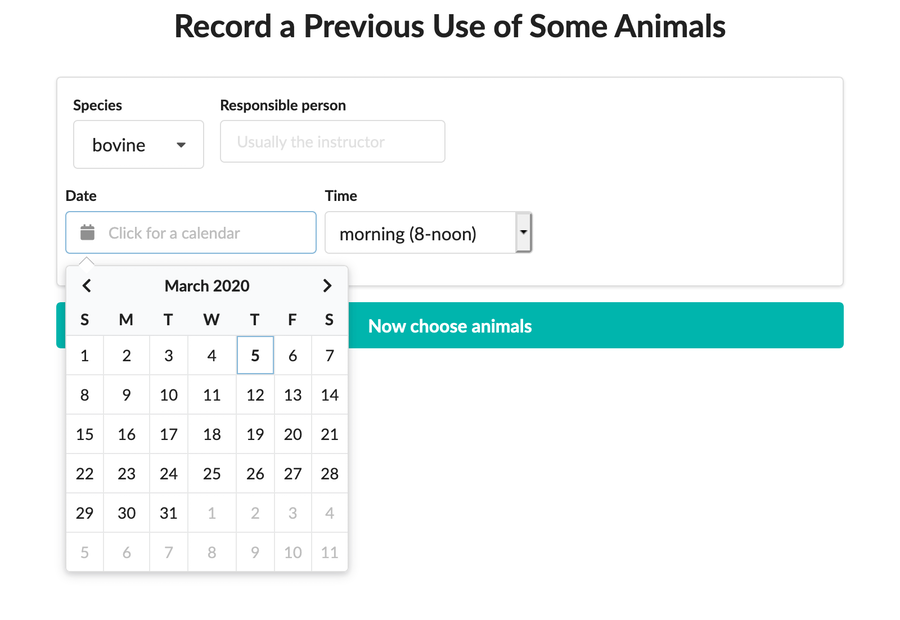 Record a Previous Use of Some Animals
Species Responsible person
bovine Usually the instructor
Date Time
Click for a calendar morning (8-noon)
March 2020
Now choose animals
S M T W T F S
1 2 3 4 5 6 7
8 9 10 11 12 13 14
15 16 17 18 19 20 21
22 23 24 25 26 27 28
29 30 31 1 2 3 4
5 6 7 8 9 10 11